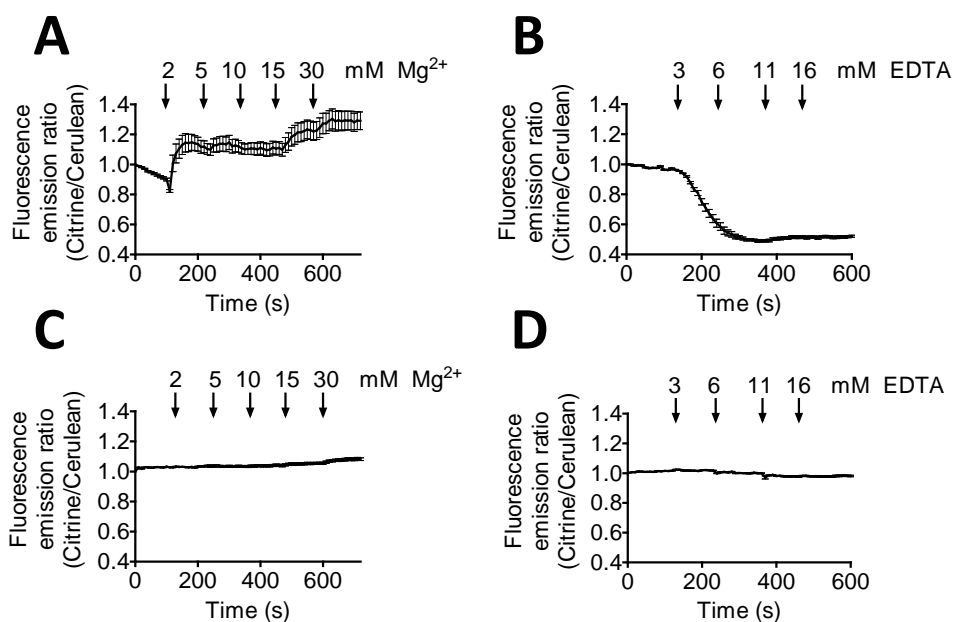 A
2 5 10 15 30 mM Mg2+
Fluorescence
emission ratio
(Citrine/Cerulean)
1.4
1.2
1.0
0.8
0.6
0.4
0 200 400 600
Time (s)
B
3 6 11 16 mM EDTA
Fluorescence
emission ratio
(Citrine/Cerulean)
1.4
1.2
1.0
0.8
0.6
0.4
0 200 400 600
Time (s)
C
2 5 10 15 30 mM Mg2+
Fluorescence
emission ratio
(Citrine/Cerulean)
1.4
1.2
1.0
0.8
0.6
0.4
0 200 400 600
Time (s)
D
3 6 11 16 mM EDTA
Fluorescence
emission ratio
(Citrine/Cerulean)
1.4
1.2
1.0
0.8
0.6
0.4
0 200 400 600
Time (s)